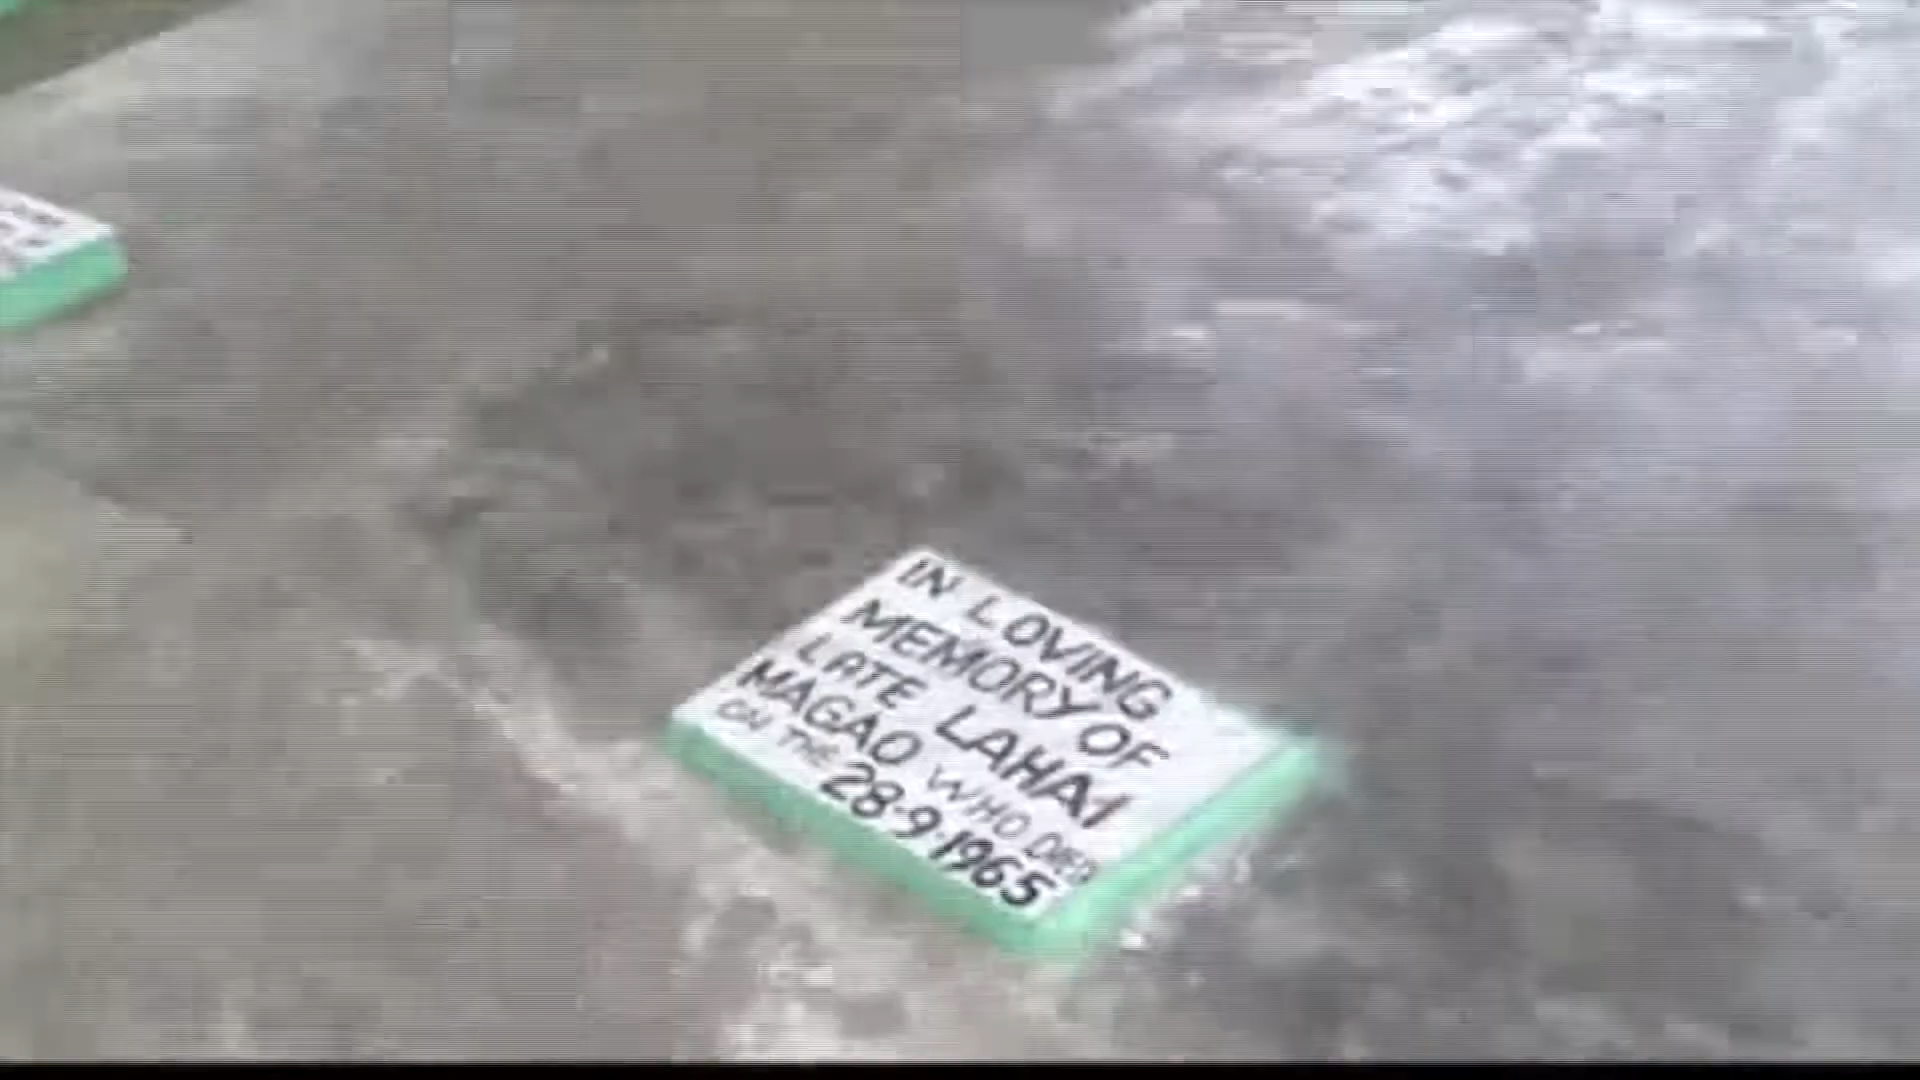 IN LOVING
MEMORY OF
LATE LAHAI
MAGAO WHO DIED
ON THE 28.9.1965